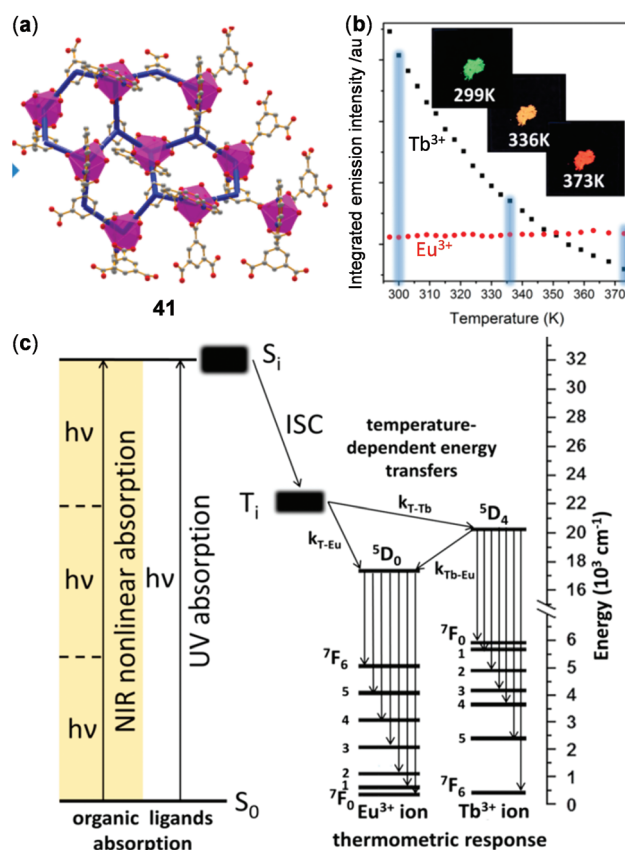 (a)
41
(b)
Integrated emission intensity /au
299K
336K
373K
Tb³⁺
Eu³⁺
300 310 320 330 340 350 360 370
Temperature (K)
(c)
hν
hν
hν
NIR nonlinear absorption
hν
UV absorption
Sᵢ
ISC
Tᵢ
S₀
temperature-
dependent energy
transfers
k_T-Tb
k_T-Eu
k_Tb-Eu
⁵D₄
⁵D₀
⁷F₆
5
4
3
2
1
⁷F₀
Eu³⁺ ion
⁷F₀
1
2
3
4
5
⁷F₆
Tb³⁺ ion
32
30
28
26
24
22
20
18
16
6
5
4
3
2
1
0
Energy (10³ cm⁻¹)
organic ligands
absorption
thermometric response